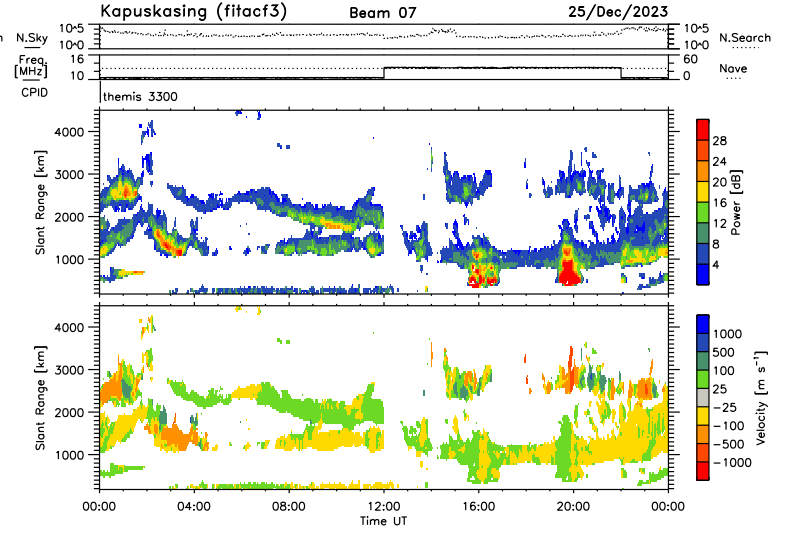 Kapuskasing (fitacf3) Beam 07 25/Dec/2023
N.Sky 10^5 10^0 10^5 10^0 N.Search
Freq. [MHz] 16 10 60 0 Nave
CPID themis 3300
Slant Range [km]
4000
3000
2000
1000
Power [dB]
28
24
20
16
12
8
4
Slant Range [km]
4000
3000
2000
1000
Velocity [m s⁻¹]
1000
500
100
25
−25
−100
−500
−1000
00:00 04:00 08:00 12:00 16:00 20:00 00:00
Time UT